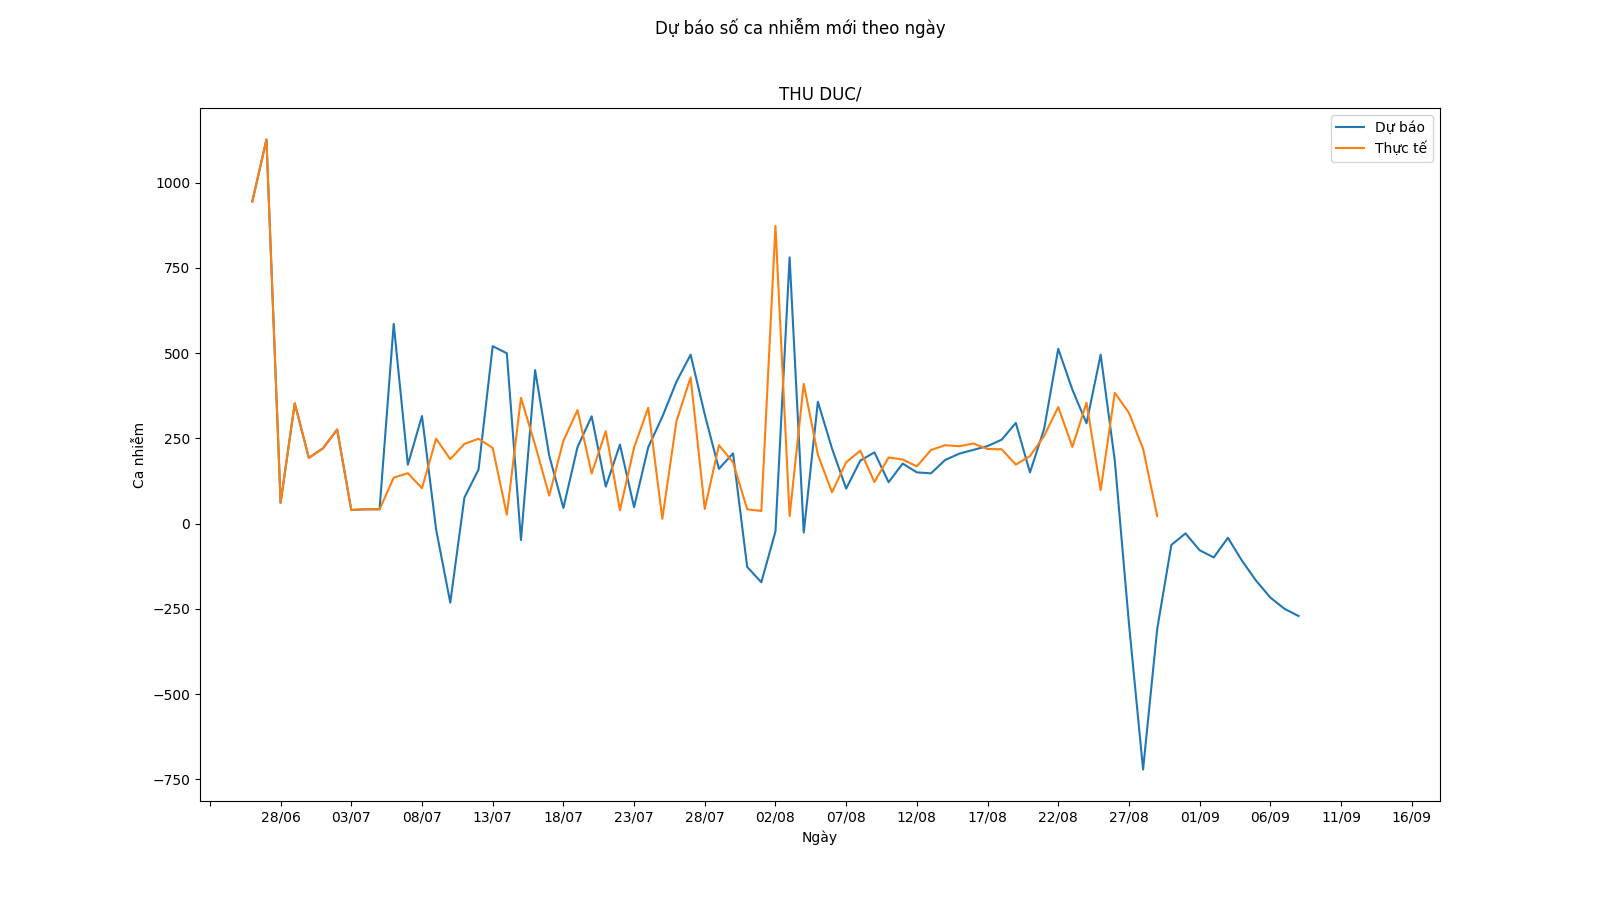 Dự báo số ca nhiễm mới theo ngày
THU DUC/
Dự báo
Thực tế
1000
750
500
250
0
−250
−500
−750
Ca nhiễm
28/06 03/07 08/07 13/07 18/07 23/07 28/07 02/08 07/08 12/08 17/08 22/08 27/08 01/09 06/09 11/09 16/09
Ngày